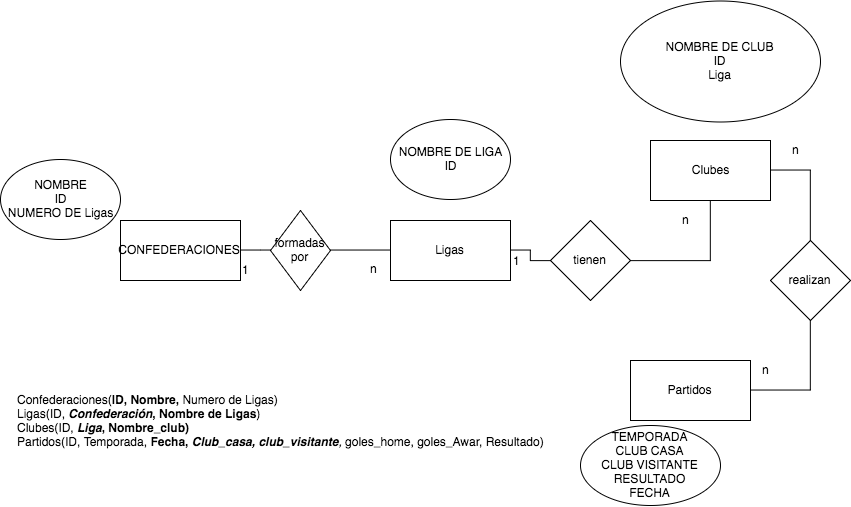 NOMBRE DE CLUB
ID
Liga
NOMBRE DE LIGA
ID
n
Clubes
NOMBRE
ID
NUMERO DE Ligas
n
CONFEDERACIONES
formadas
por
Ligas
1
n
1
tienen
realizan
n
Partidos
Confederaciones(ID, Nombre, Numero de Ligas)
Ligas(ID, Confederación, Nombre de Ligas)
Clubes(ID, Liga, Nombre_club)
Partidos(ID, Temporada, Fecha, Club_casa, club_visitante, goles_home, goles_Awar, Resultado)
TEMPORADA
CLUB CASA
CLUB VISITANTE
RESULTADO
FECHA